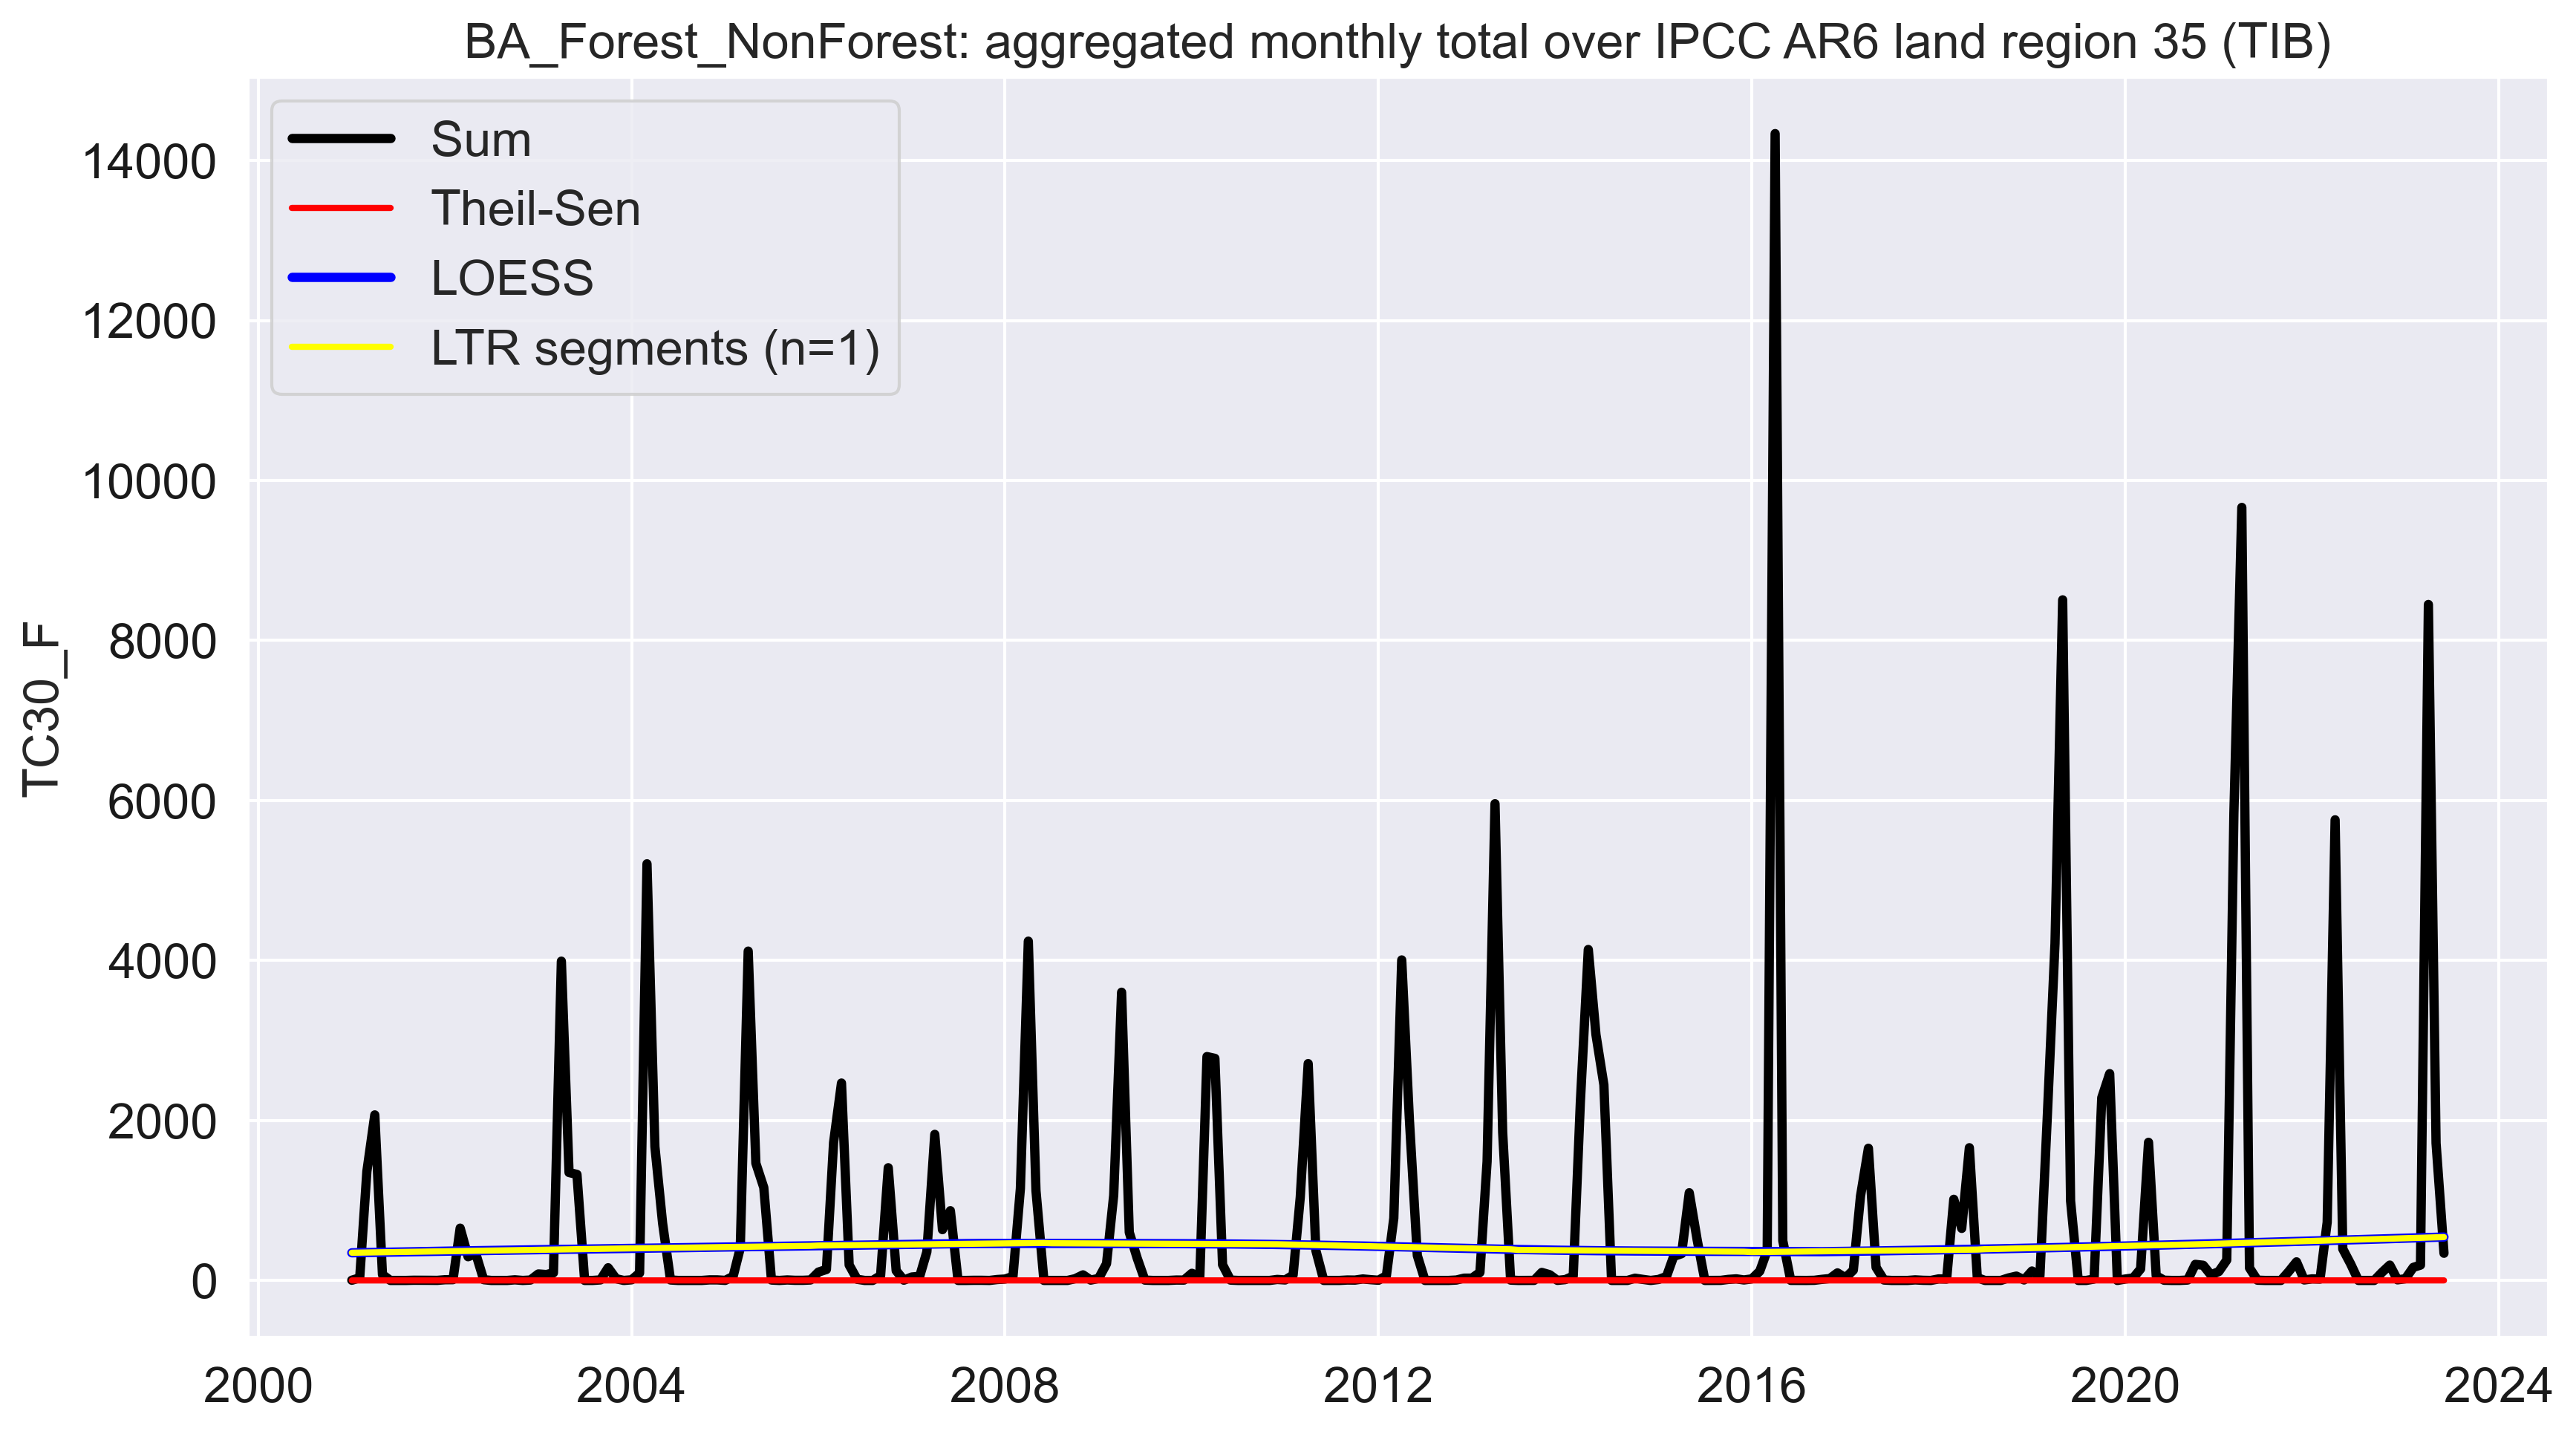 BA_Forest_NonForest: aggregated monthly total over IPCC AR6 land region 35 (TIB)
Sum
Theil-Sen
LOESS
LTR segments (n=1)
14000
12000
10000
8000
6000
4000
2000
0
TC30_F
2000
2004
2008
2012
2016
2020
2024